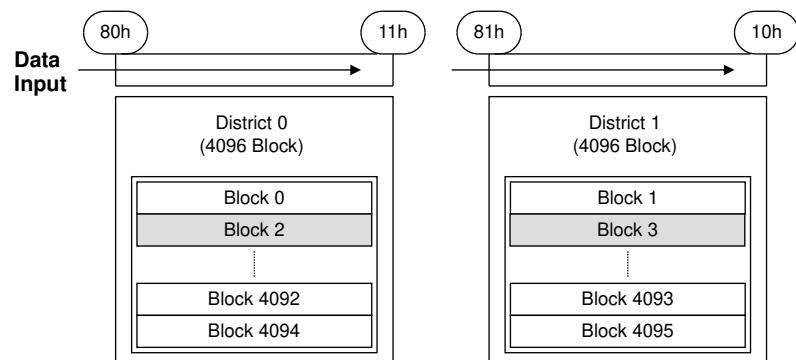 80h
11h
81h
10h
Data
Input
District 0
(4096 Block)
Block 0
Block 2
Block 4092
Block 4094
District 1
(4096 Block)
Block 1
Block 3
Block 4093
Block 4095